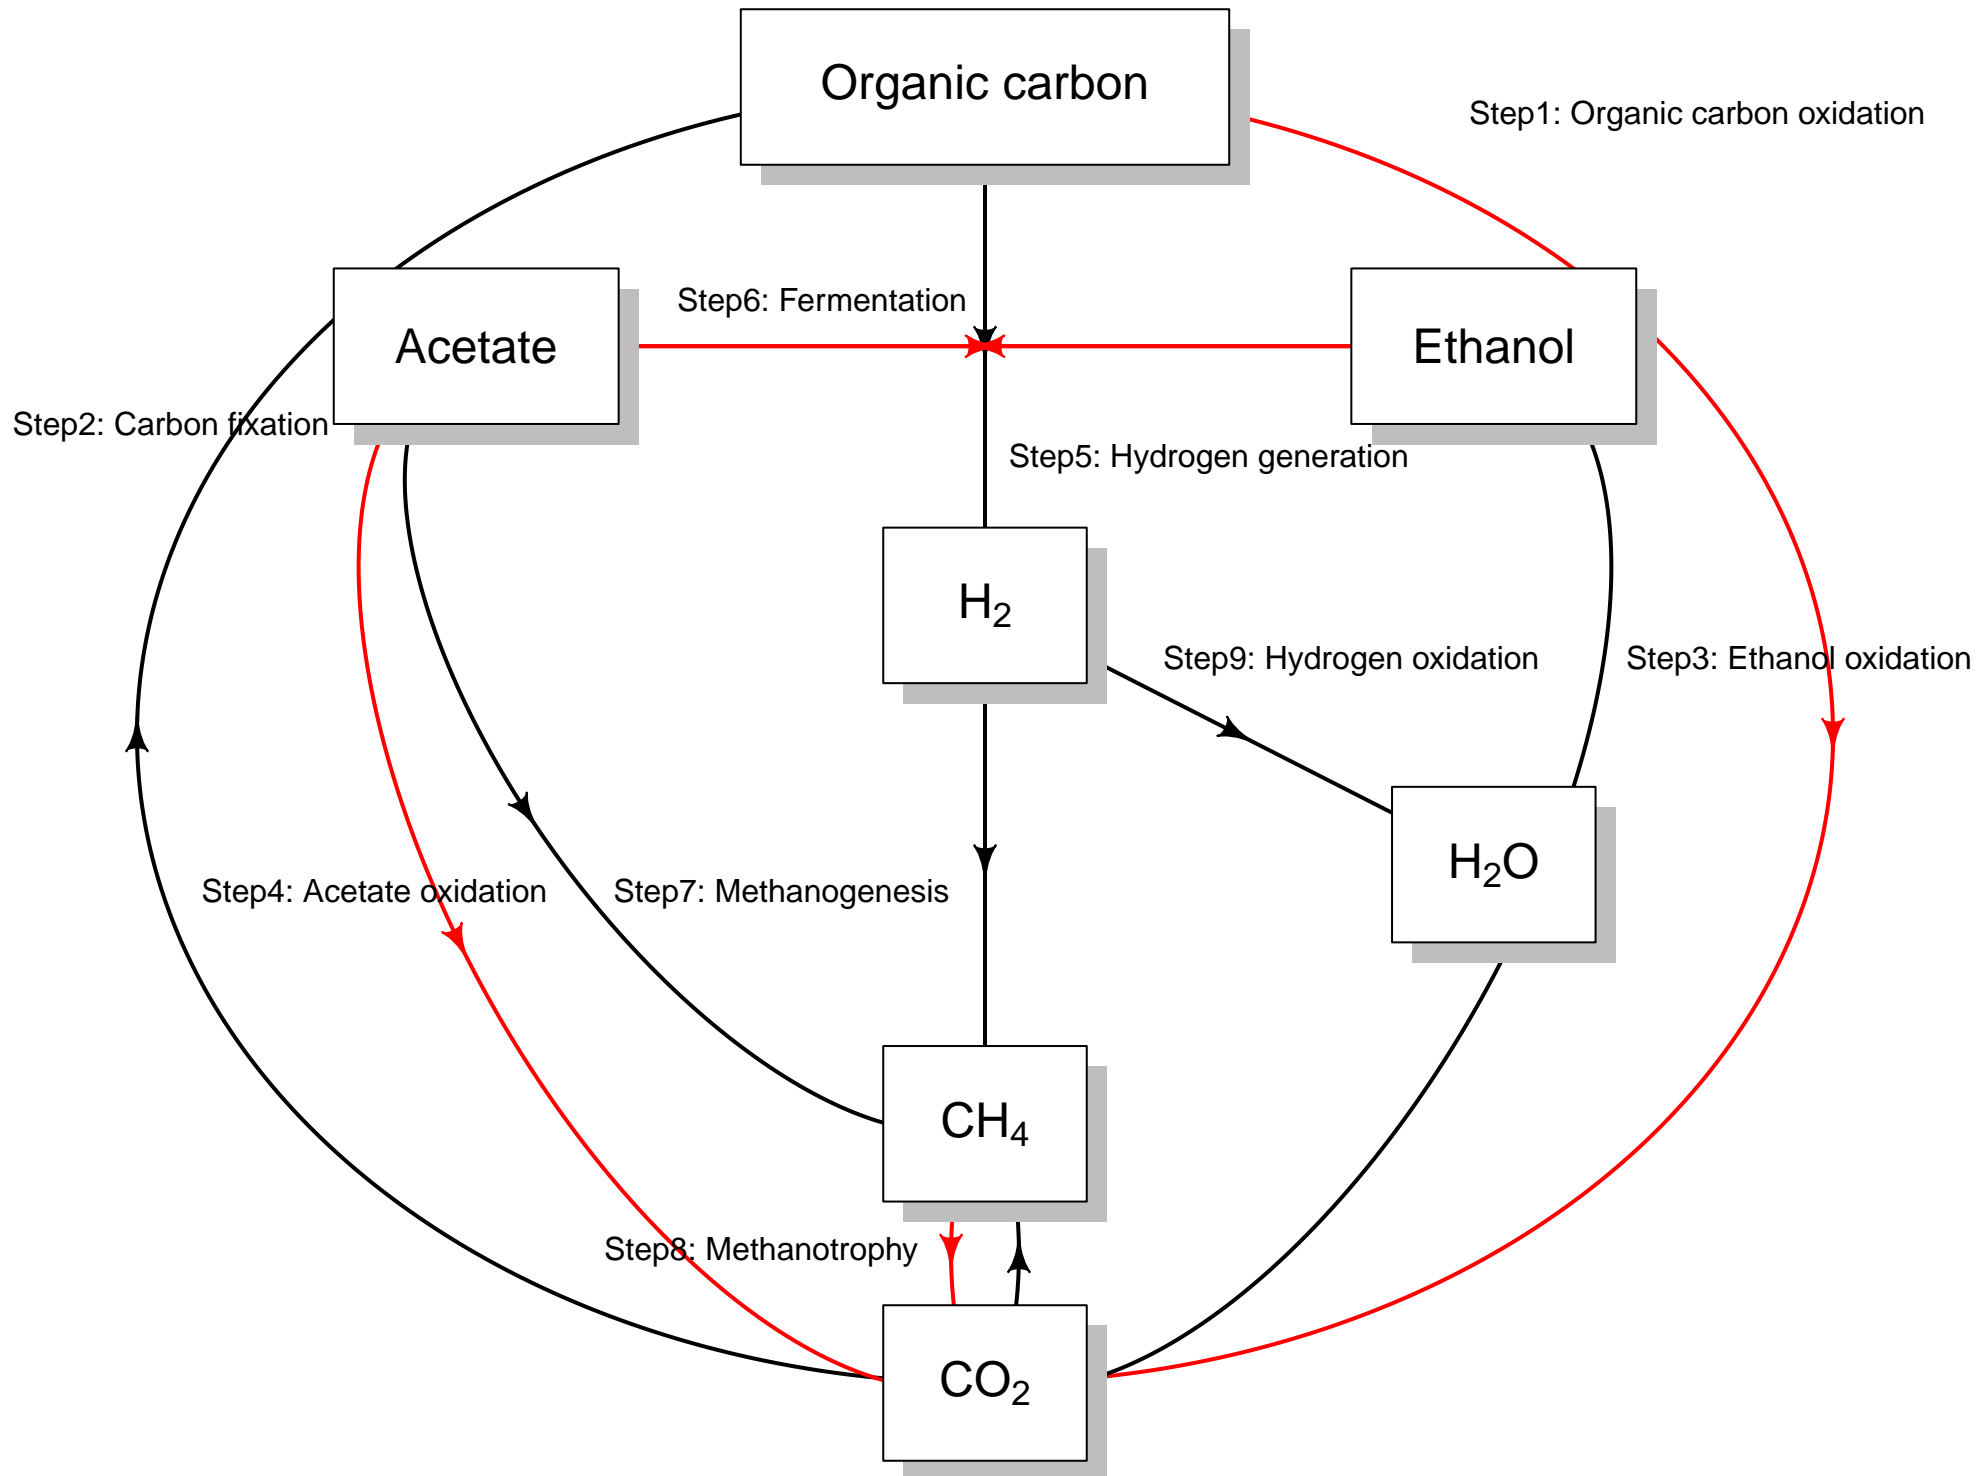 Organic carbon
Step1: Organic carbon oxidation
Step6: Fermentation
Acetate
Ethanol
Step2: Carbon fixation
Step5: Hydrogen generation
H₂
Step9: Hydrogen oxidation
Step3: Ethanol oxidation
H₂O
Step4: Acetate oxidation
Step7: Methanogenesis
CH₄
Step8: Methanotrophy
CO₂